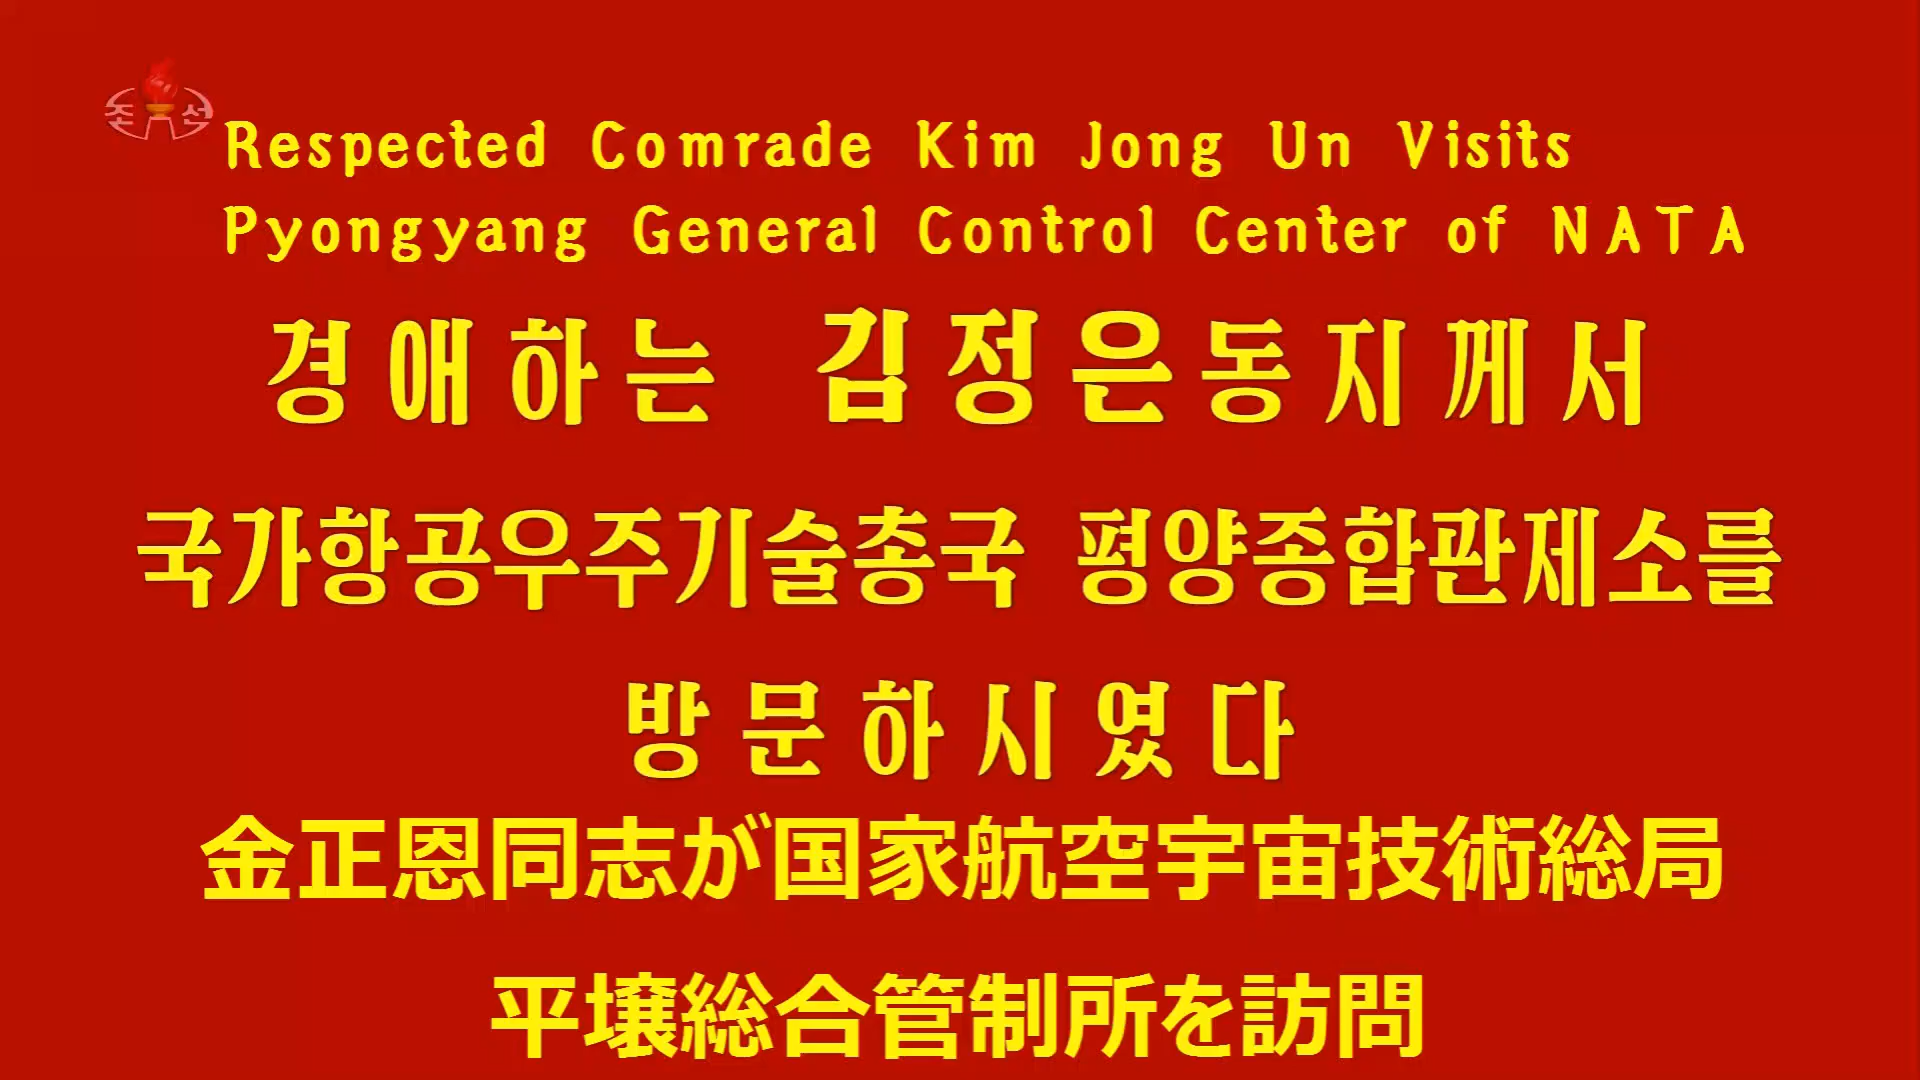 조선
Respected Comrade Kim Jong Un Visits
Pyongyang General Control Center of NATA
경애하는 김정은동지께서
국가항공우주기술총국 평양종합관제소를
방문하시였다
金正恩同志が国家航空宇宙技術総局
平壌総合管制所を訪問